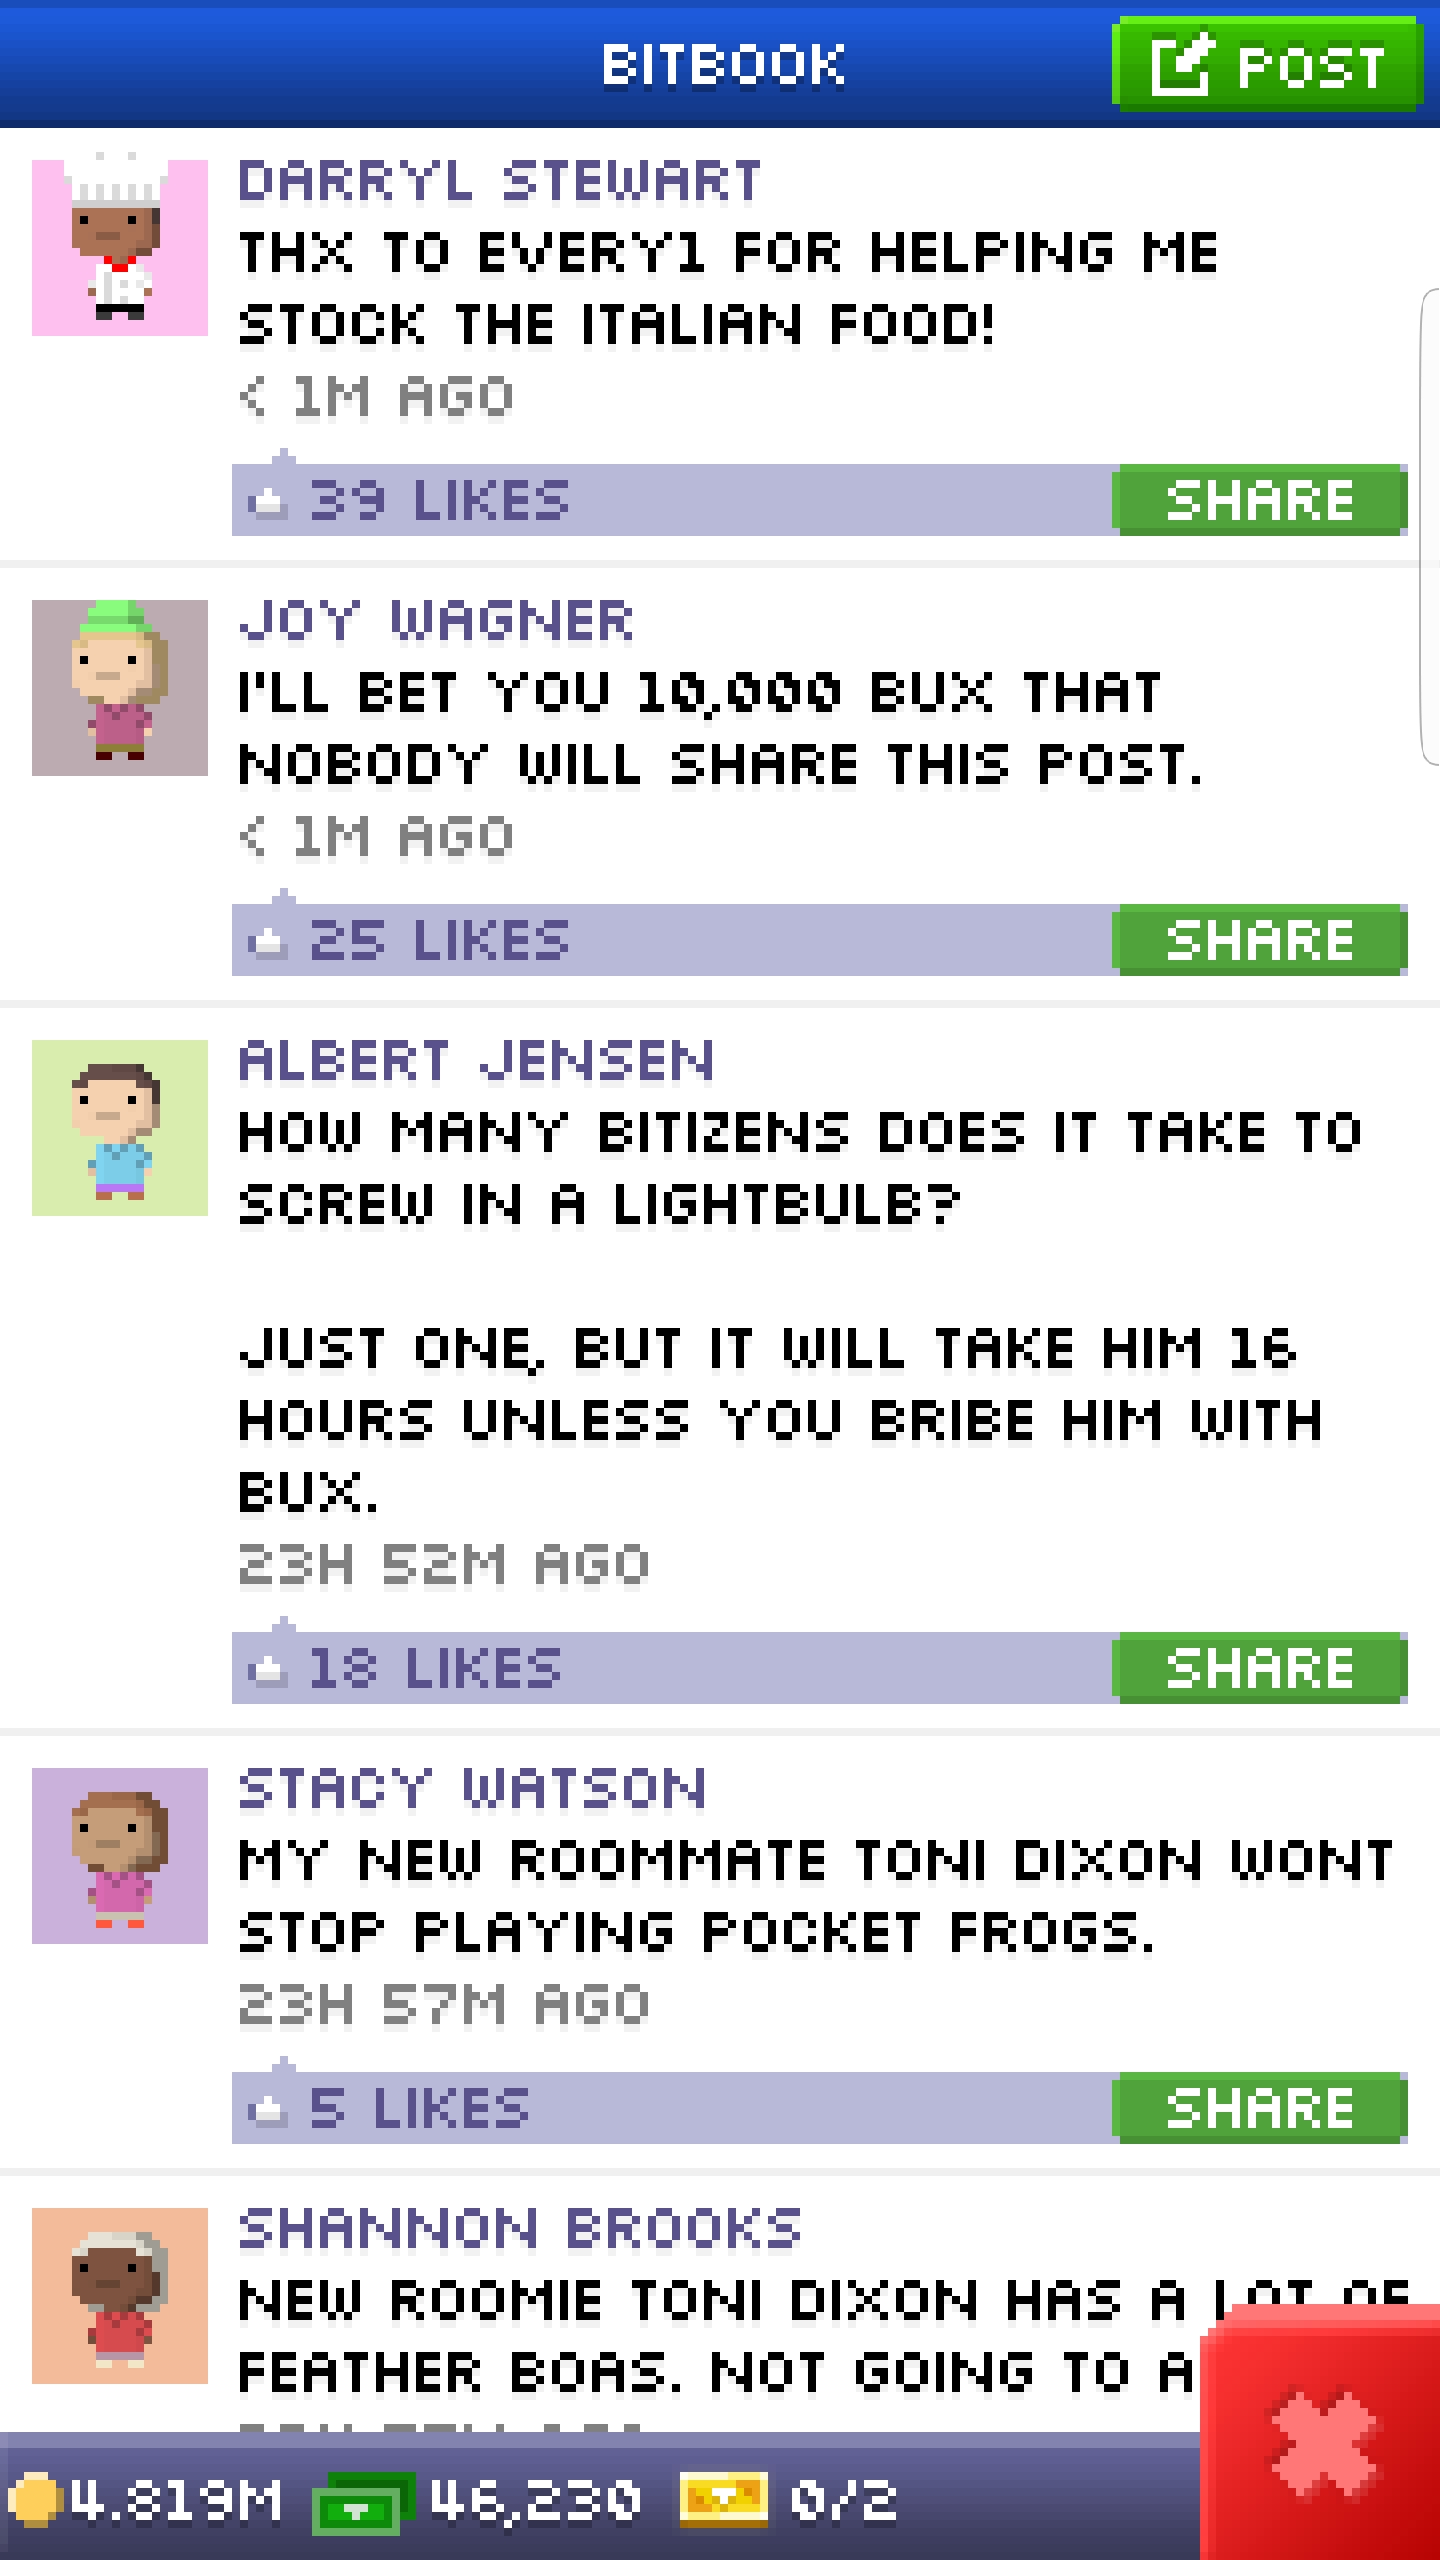 BITBOOK
POST
DARRYL STEWART
THX TO EVERY1 FOR HELPING ME
STOCK THE ITALIAN FOOD!
< 1M AGO
39 LIKES
SHARE
JOY WAGNER
I'LL BET YOU 10,000 BUX THAT
NOBODY WILL SHARE THIS POST.
< 1M AGO
25 LIKES
SHARE
ALBERT JENSEN
HOW MANY BITIZENS DOES IT TAKE TO
SCREW IN A LIGHTBULB?
JUST ONE, BUT IT WILL TAKE HIM 16
HOURS UNLESS YOU BRIBE HIM WITH
BUX.
23H 52M AGO
18 LIKES
SHARE
STACY WATSON
MY NEW ROOMMATE TONI DIXON WONT
STOP PLAYING POCKET FROGS.
23H 57M AGO
5 LIKES
SHARE
SHANNON BROOKS
NEW ROOMIE TONI DIXON HAS A LOT OF
FEATHER BOAS. NOT GOING TO
4.819M
46,230
0/2